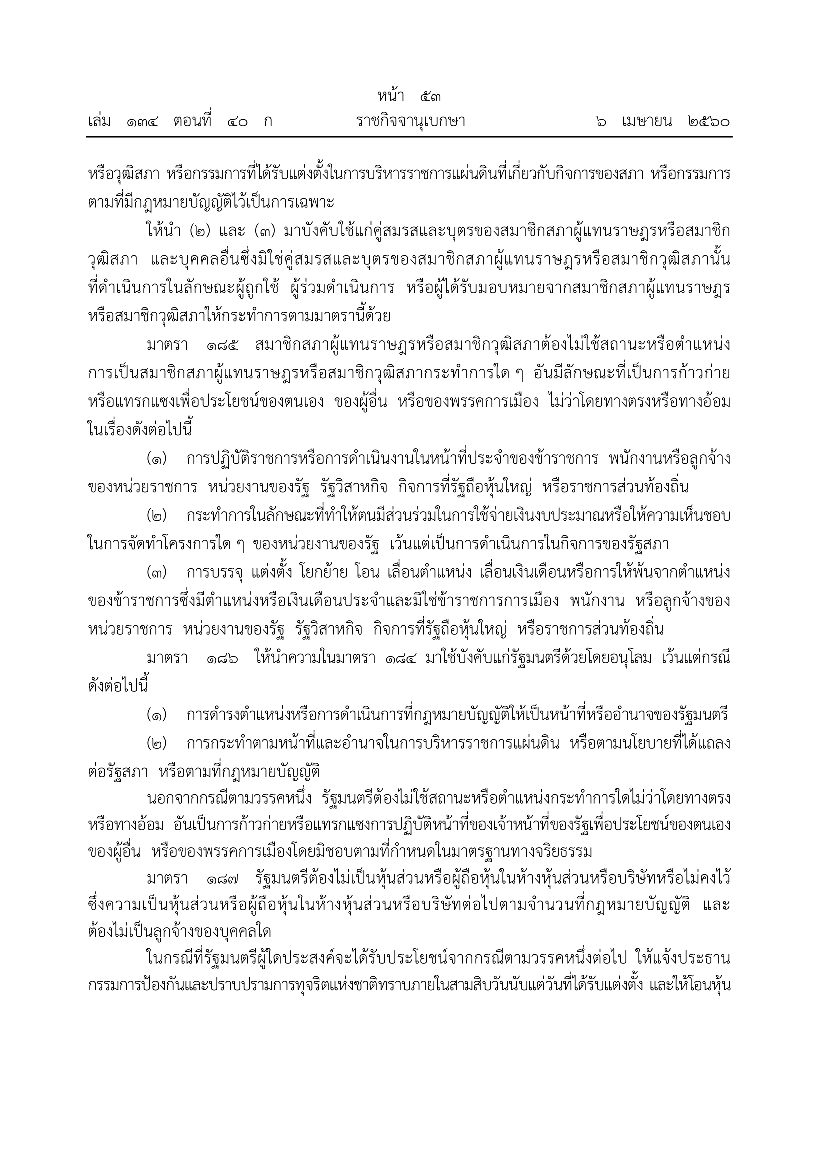 หน้า ๕๓
เล่ม ๑๓๔ ตอนที่ ๔๐ ก ราชกิจจานุเบกษา ๖ เมษายน ๒๕๖๐
หรือวุฒิสภา หรือกรรมการที่ได้รับแต่งตั้งในการบริหารราชการแผ่นดินที่เกี่ยวกับกิจการของสภา หรือกรรมการ
ตามที่มีกฎหมายบัญญัติไว้เป็นการเฉพาะ
ให้นำ (๒) และ (๓) มาบังคับใช้แก่คู่สมรสและบุตรของสมาชิกสภาผู้แทนราษฎรหรือสมาชิก
วุฒิสภา และบุคคลอื่นซึ่งมิใช่คู่สมรสและบุตรของสมาชิกสภาผู้แทนราษฎรหรือสมาชิกวุฒิสภานั้น
ที่ดำเนินการในลักษณะผู้ถูกใช้ ผู้ร่วมดำเนินการ หรือผู้ได้รับมอบหมายจากสมาชิกสภาผู้แทนราษฎร
หรือสมาชิกวุฒิสภาให้กระทำการตามมาตรานี้ด้วย
มาตรา ๑๘๕ สมาชิกสภาผู้แทนราษฎรหรือสมาชิกวุฒิสภาต้องไม่ใช้สถานะหรือตำแหน่ง
การเป็นสมาชิกสภาผู้แทนราษฎรหรือสมาชิกวุฒิสภากระทำการใด ๆ อันมีลักษณะที่เป็นการก้าวก่าย
หรือแทรกแซงเพื่อประโยชน์ของตนเอง ของผู้อื่น หรือของพรรคการเมือง ไม่ว่าโดยทางตรงหรือทางอ้อม
ในเรื่องดังต่อไปนี้
(๑) การปฏิบัติราชการหรือการดำเนินงานในหน้าที่ประจำของข้าราชการ พนักงานหรือลูกจ้าง
ของหน่วยราชการ หน่วยงานของรัฐ รัฐวิสาหกิจ กิจการที่รัฐถือหุ้นใหญ่ หรือราชการส่วนท้องถิ่น
(๒) กระทำการในลักษณะที่ทำให้ตนมีส่วนร่วมในการใช้จ่ายเงินงบประมาณหรือให้ความเห็นชอบ
ในการจัดทำโครงการใด ๆ ของหน่วยงานของรัฐ เว้นแต่เป็นการดำเนินการในกิจการของรัฐสภา
(๓) การบรรจุ แต่งตั้ง โยกย้าย โอน เลื่อนตำแหน่ง เลื่อนเงินเดือนหรือการให้พ้นจากตำแหน่ง
ของข้าราชการซึ่งมีตำแหน่งหรือเงินเดือนประจำและมิใช่ข้าราชการการเมือง พนักงาน หรือลูกจ้างของ
หน่วยราชการ หน่วยงานของรัฐ รัฐวิสาหกิจ กิจการที่รัฐถือหุ้นใหญ่ หรือราชการส่วนท้องถิ่น
มาตรา ๑๘๖ ให้นำความในมาตรา ๑๘๔ มาใช้บังคับแก่รัฐมนตรีด้วยโดยอนุโลม เว้นแต่กรณี
ดังต่อไปนี้
(๑) การดำรงตำแหน่งหรือการดำเนินการที่กฎหมายบัญญัติให้เป็นหน้าที่หรืออำนาจของรัฐมนตรี
(๒) การกระทำตามหน้าที่และอำนาจในการบริหารราชการแผ่นดิน หรือตามนโยบายที่ได้แถลง
ต่อรัฐสภา หรือตามที่กฎหมายบัญญัติ
นอกจากกรณีตามวรรคหนึ่ง รัฐมนตรีต้องไม่ใช้สถานะหรือตำแหน่งกระทำการใดไม่ว่าโดยทางตรง
หรือทางอ้อม อันเป็นการก้าวก่ายหรือแทรกแซงการปฏิบัติหน้าที่ของเจ้าหน้าที่ของรัฐเพื่อประโยชน์ของตนเอง
ของผู้อื่น หรือของพรรคการเมืองโดยมิชอบตามที่กำหนดในมาตรฐานทางจริยธรรม
มาตรา ๑๘๗ รัฐมนตรีต้องไม่เป็นหุ้นส่วนหรือผู้ถือหุ้นในห้างหุ้นส่วนหรือบริษัทหรือไม่คงไว้
ซึ่งความเป็นหุ้นส่วนหรือผู้ถือหุ้นในห้างหุ้นส่วนหรือบริษัทต่อไปตามจำนวนที่กฎหมายบัญญัติ และ
ต้องไม่เป็นลูกจ้างของบุคคลใด
ในกรณีที่รัฐมนตรีผู้ใดประสงค์จะได้รับประโยชน์จากกรณีตามวรรคหนึ่งต่อไป ให้แจ้งประธาน
กรรมการป้องกันและปราบปรามการทุจริตแห่งชาติทราบภายในสามสิบวันนับแต่วันที่ได้รับแต่งตั้ง และให้โอนหุ้น